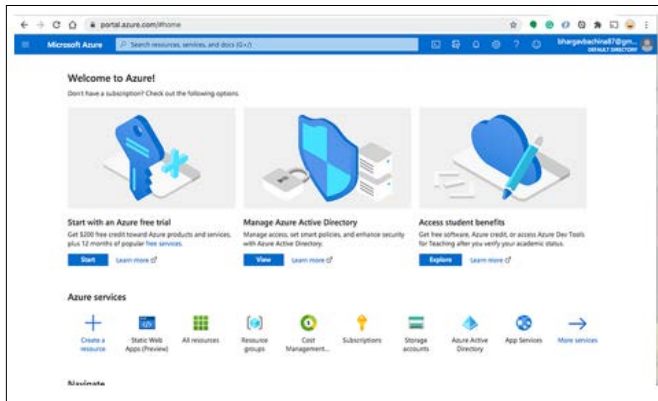 portal.azure.com/#home
Microsoft Azure
Search resources, services, and docs (G+/)
bhargavbachina87@gm...
DEFAULT DIRECTORY
Welcome to Azure!
Don't have a subscription? Check out the following options.
Start with an Azure free trial
Get $200 free credit toward Azure products and services,
plus 12 months of popular free services.
Start
Learn more
Manage Azure Active Directory
Manage access, set smart policies, and enhance security
with Azure Active Directory.
View
Learn more
Access student benefits
Get free software, Azure credit, or access Azure Dev Tools
for Teaching after you verify your academic status.
Explore
Learn more
Azure services
Create a
resource
Static Web
Apps (Preview)
All resources
Resource
groups
Cost
Management...
Subscriptions
Storage
accounts
Azure Active
Directory
App Services
More services
Navigate